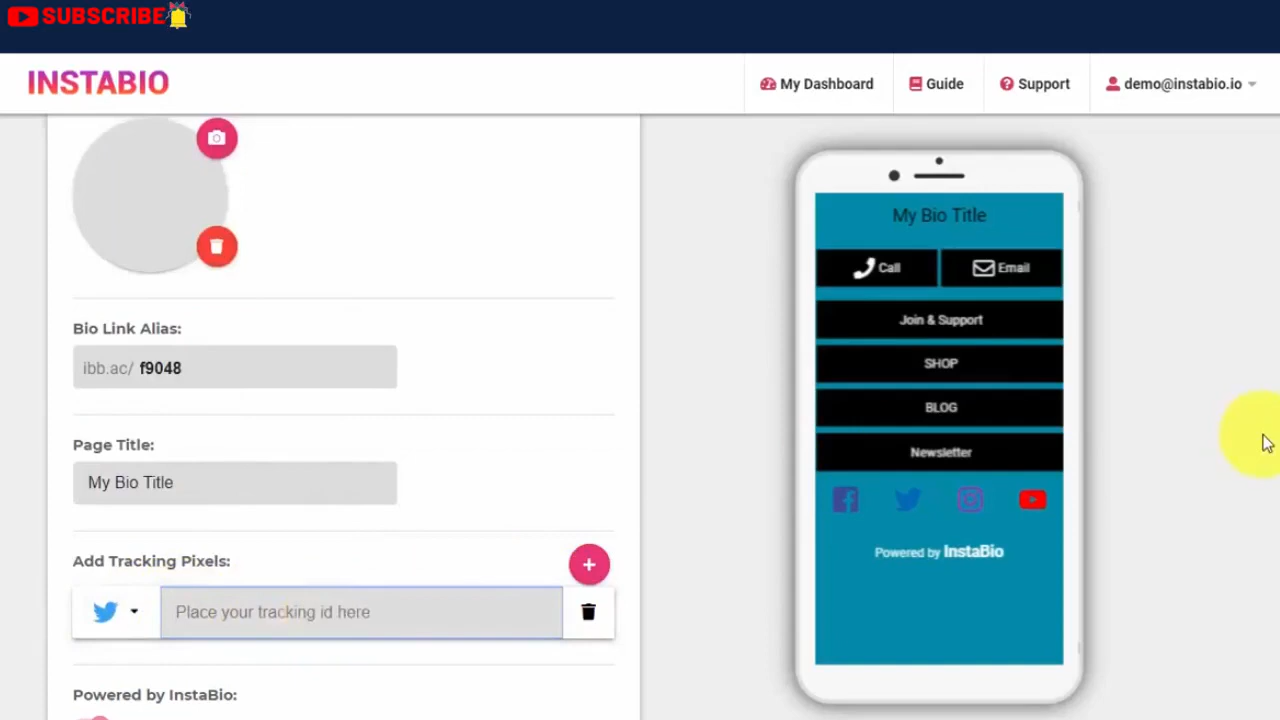 SUBSCRIBE
INSTABIO
My Dashboard
Guide
Support
demo@instabio.io
Bio Link Alias:
ibb.ac/ f9048
Page Title:
My Bio Title
Add Tracking Pixels:
+
Place your tracking id here
Powered by InstaBio:
My Bio Title
Call
Email
Join & Support
SHOP
BLOG
Newsletter
Powered by InstaBio